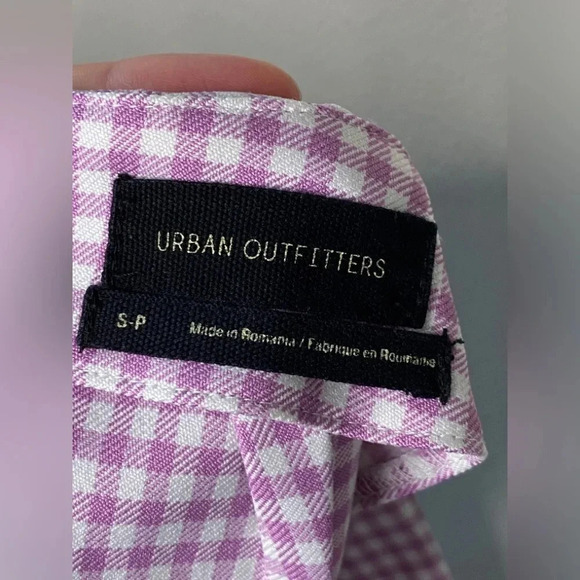 URBAN OUTFITTERS
S-P Made in Romania / Fabriqué en Roumanie